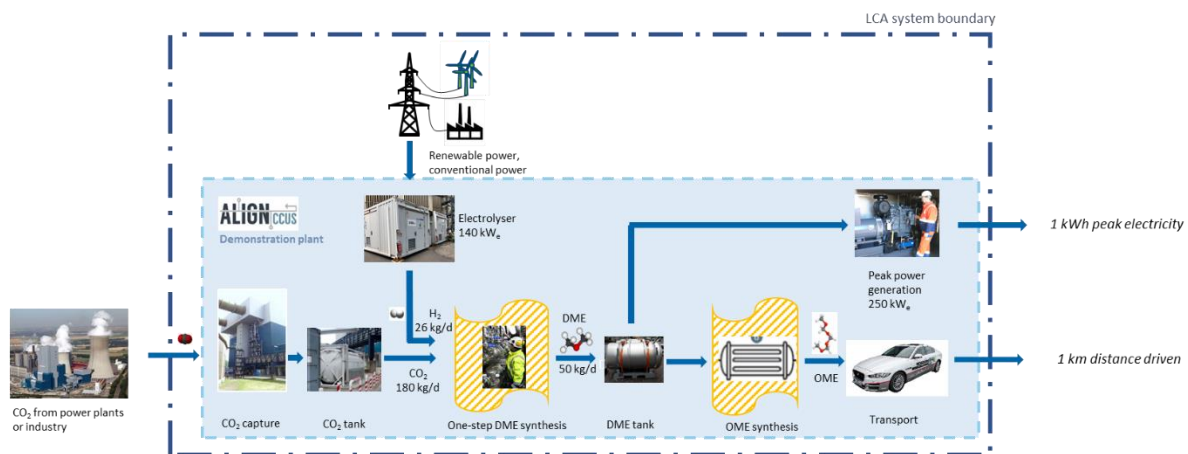 LCA system boundary
Renewable power,
conventional power
ALIGN CCUS
Demonstration plant
Electrolyser
140 kWₑ
1 kWh peak electricity
Peak power
generation
250 kWₑ
H₂
26 kg/d
DME
CO₂
180 kg/d
50 kg/d
OME
1 km distance driven
CO₂ from power plants
or industry
CO₂ capture
CO₂ tank
One-step DME synthesis
DME tank
OME synthesis
Transport